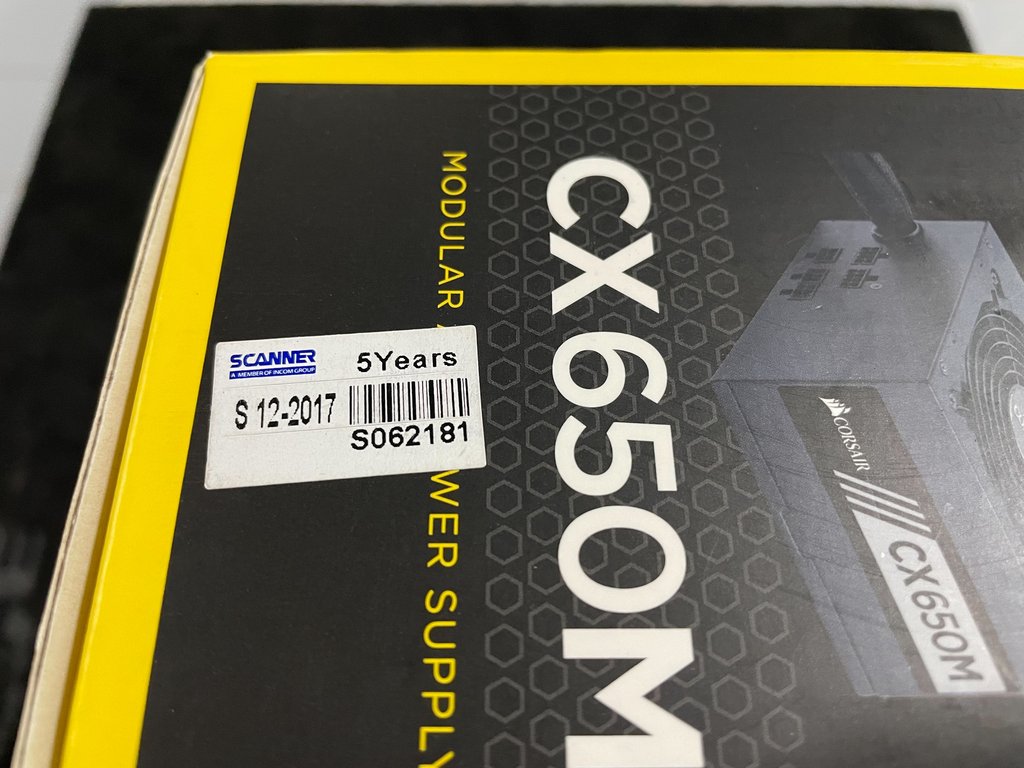 SCANNER
A MEMBER OF INCOM GROUP
5Years
S 12-2017
S062181
MODULAR
WER SUPPLY
CX650M
CORSAIR
CX650M